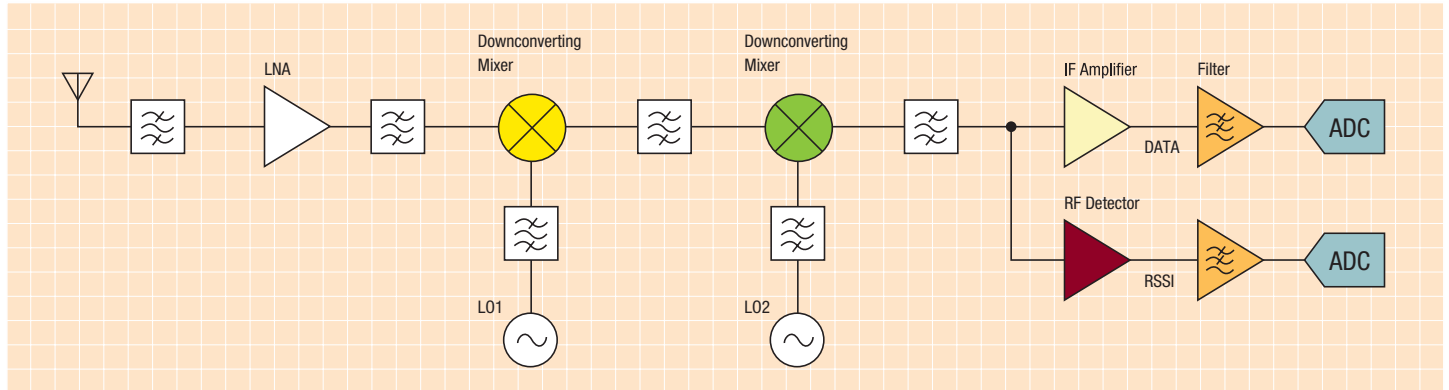 Downconverting
Mixer
Downconverting
Mixer
LNA
IF Amplifier
Filter
DATA
ADC
RF Detector
RSSI
ADC
LO1
LO2